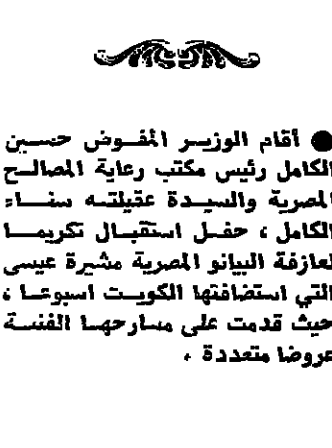 ● أقام الوزير المفوض حسين
الكامل رئيس مكتب رعاية المصالح
المصرية والسيدة عقيلته سناء
الكامل ، حفل استقبال تكريما
لعازفة البيانو المصرية مشيرة عيسى
التي استضافتها الكويت اسبوعا ،
حيث قدمت على مسارحها الفنية
عروضا متعددة .